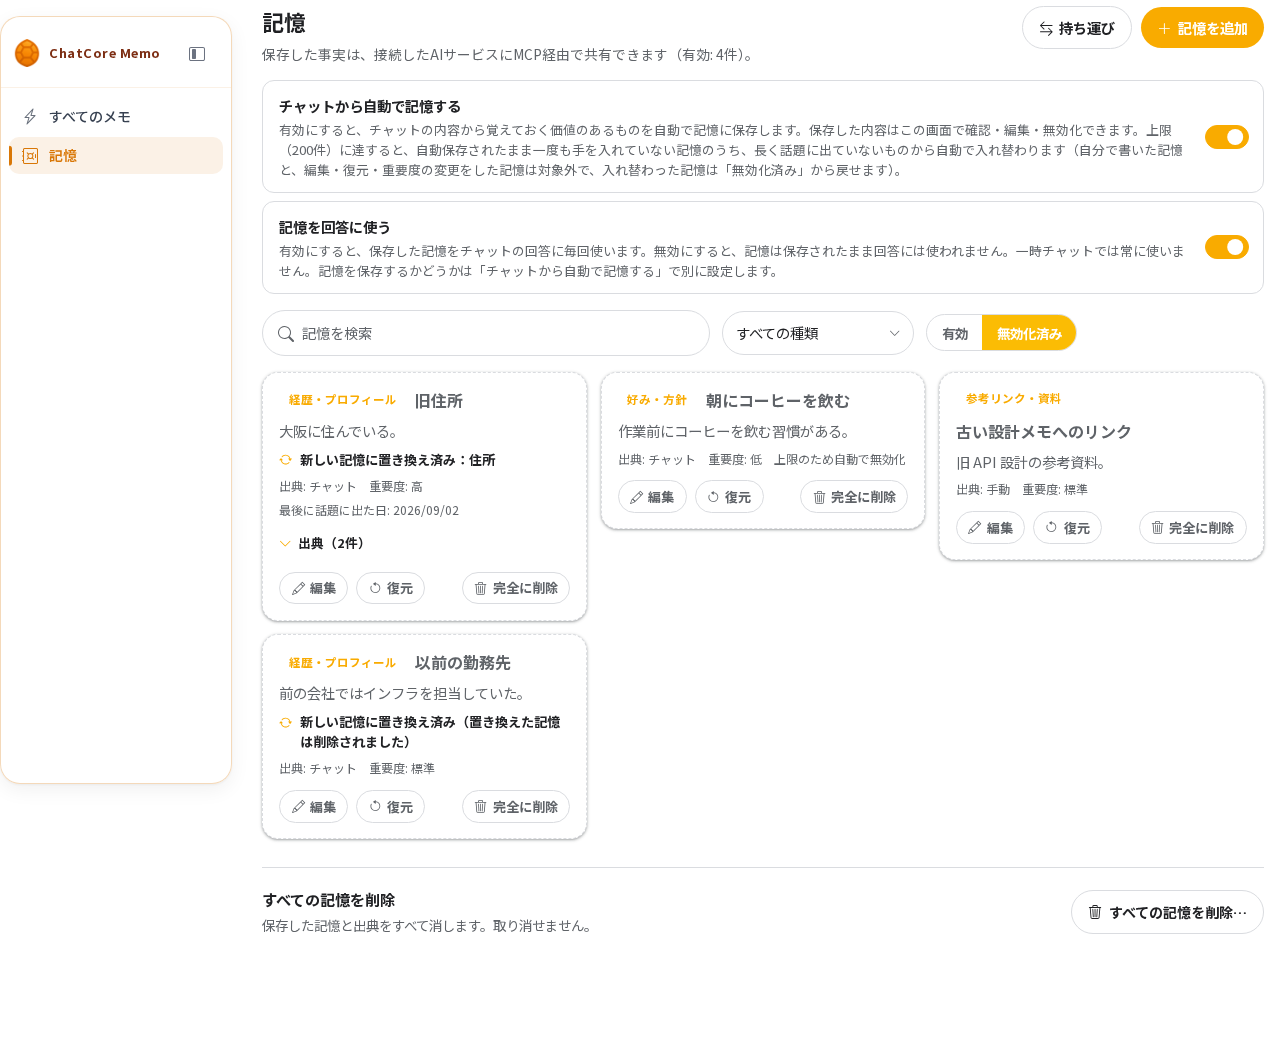 ChatCore Memo
すべてのメモ
記憶
記憶
保存した事実は、接続したAIサービスにMCP経由で共有できます（有効: 4件）。
持ち運び
記憶を追加
チャットから自動で記憶する
有効にすると、チャットの内容から覚えておく価値のあるものを自動で記憶に保存します。保存した内容はこの画面で確認・編集・無効化できます。上限
（200件）に達すると、自動保存されたまま一度も手を入れていない記憶のうち、長く話題に出ていないものから自動で入れ替わります（自分で書いた記憶
と、編集・復元・重要度の変更をした記憶は対象外で、入れ替わった記憶は「無効化済み」から戻せます）。
記憶を回答に使う
有効にすると、保存した記憶をチャットの回答に毎回使います。無効にすると、記憶は保存されたまま回答には使われません。一時チャットでは常に使いま
せん。記憶を保存するかどうかは「チャットから自動で記憶する」で別に設定します。
記憶を検索
すべての種類
有効
無効化済み
経歴・プロフィール
旧住所
大阪に住んでいる。
新しい記憶に置き換え済み：住所
出典: チャット 重要度: 高
最後に話題に出た日: 2026/09/02
出典（2件）
編集
復元
完全に削除
好み・方針
朝にコーヒーを飲む
作業前にコーヒーを飲む習慣がある。
出典: チャット 重要度: 低 上限のため自動で無効化
編集
復元
完全に削除
参考リンク・資料
古い設計メモへのリンク
旧 API 設計の参考資料。
出典: 手動 重要度: 標準
編集
復元
完全に削除
経歴・プロフィール
以前の勤務先
前の会社ではインフラを担当していた。
新しい記憶に置き換え済み（置き換えた記憶
は削除されました）
出典: チャット 重要度: 標準
編集
復元
完全に削除
すべての記憶を削除
保存した記憶と出典をすべて消します。取り消せません。
すべての記憶を削除…